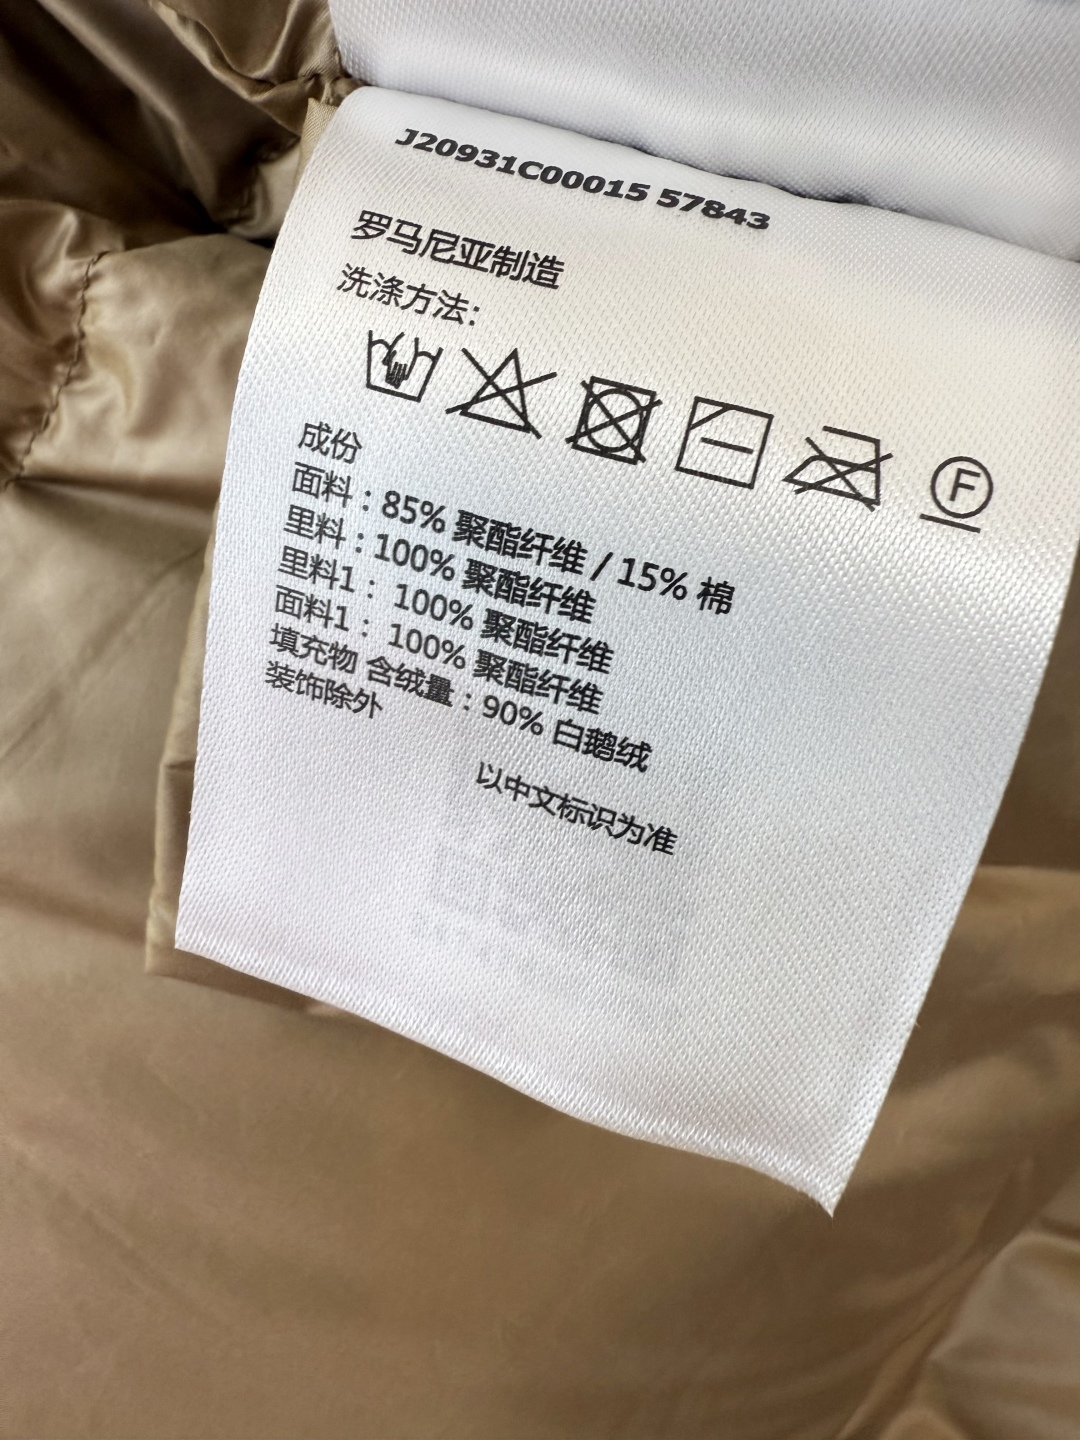 J20931C00015 57843
罗马尼亚制造
洗涤方法:
F
成份
面料：85% 聚酯纤维 / 15% 棉
里料：100% 聚酯纤维
里料1： 100% 聚酯纤维
面料1： 100% 聚酯纤维
填充物 含绒量：90% 白鹅绒
装饰除外
以中文标识为准